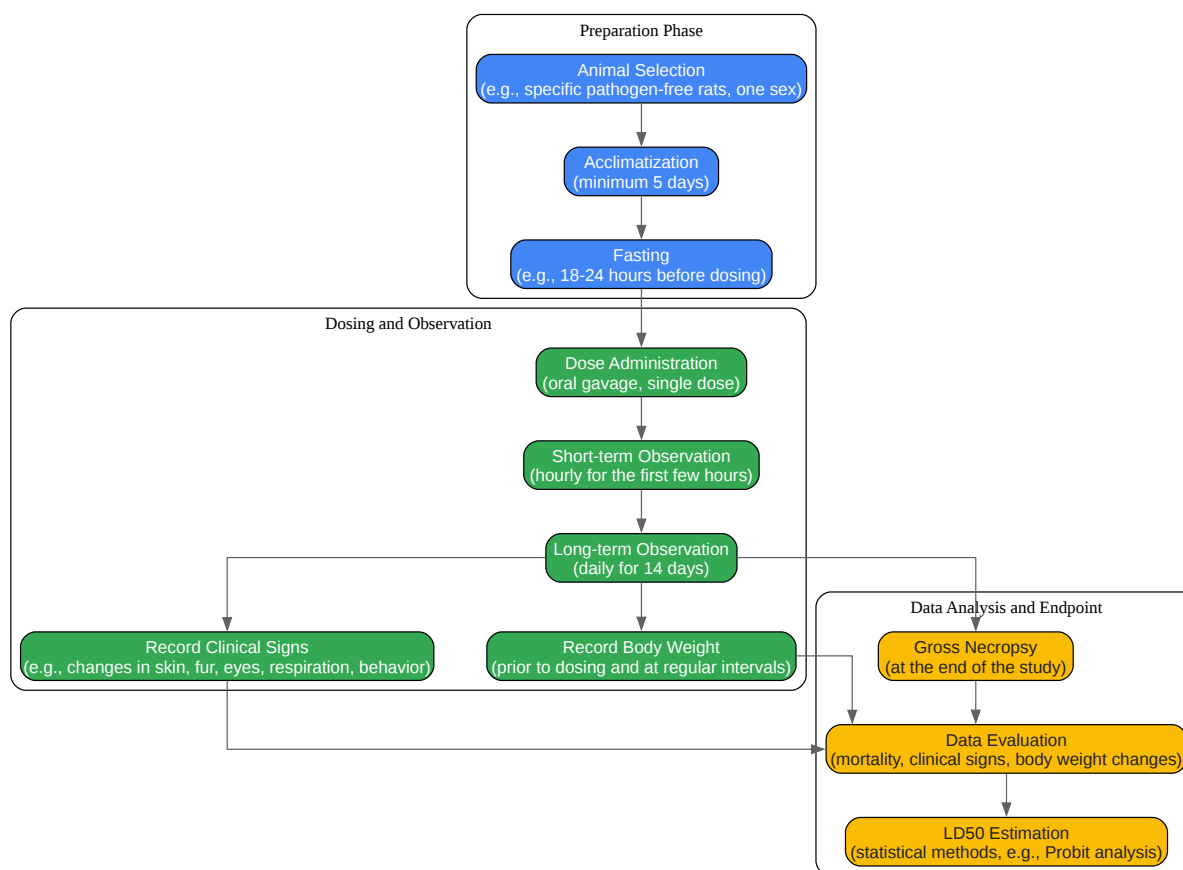 Preparation Phase
Animal Selection
(e.g., specific pathogen-free rats, one sex)
Acclimatization
(minimum 5 days)
Fasting
(e.g., 18-24 hours before dosing)
Dosing and Observation
Dose Administration
(oral gavage, single dose)
Short-term Observation
(hourly for the first few hours)
Long-term Observation
(daily for 14 days)
Record Clinical Signs
(e.g., changes in skin, fur, eyes, respiration, behavior)
Record Body Weight
(prior to dosing and at regular intervals)
Data Analysis and Endpoint
Gross Necropsy
(at the end of the study)
Data Evaluation
(mortality, clinical signs, body weight changes)
LD50 Estimation
(statistical methods, e.g., Probit analysis)